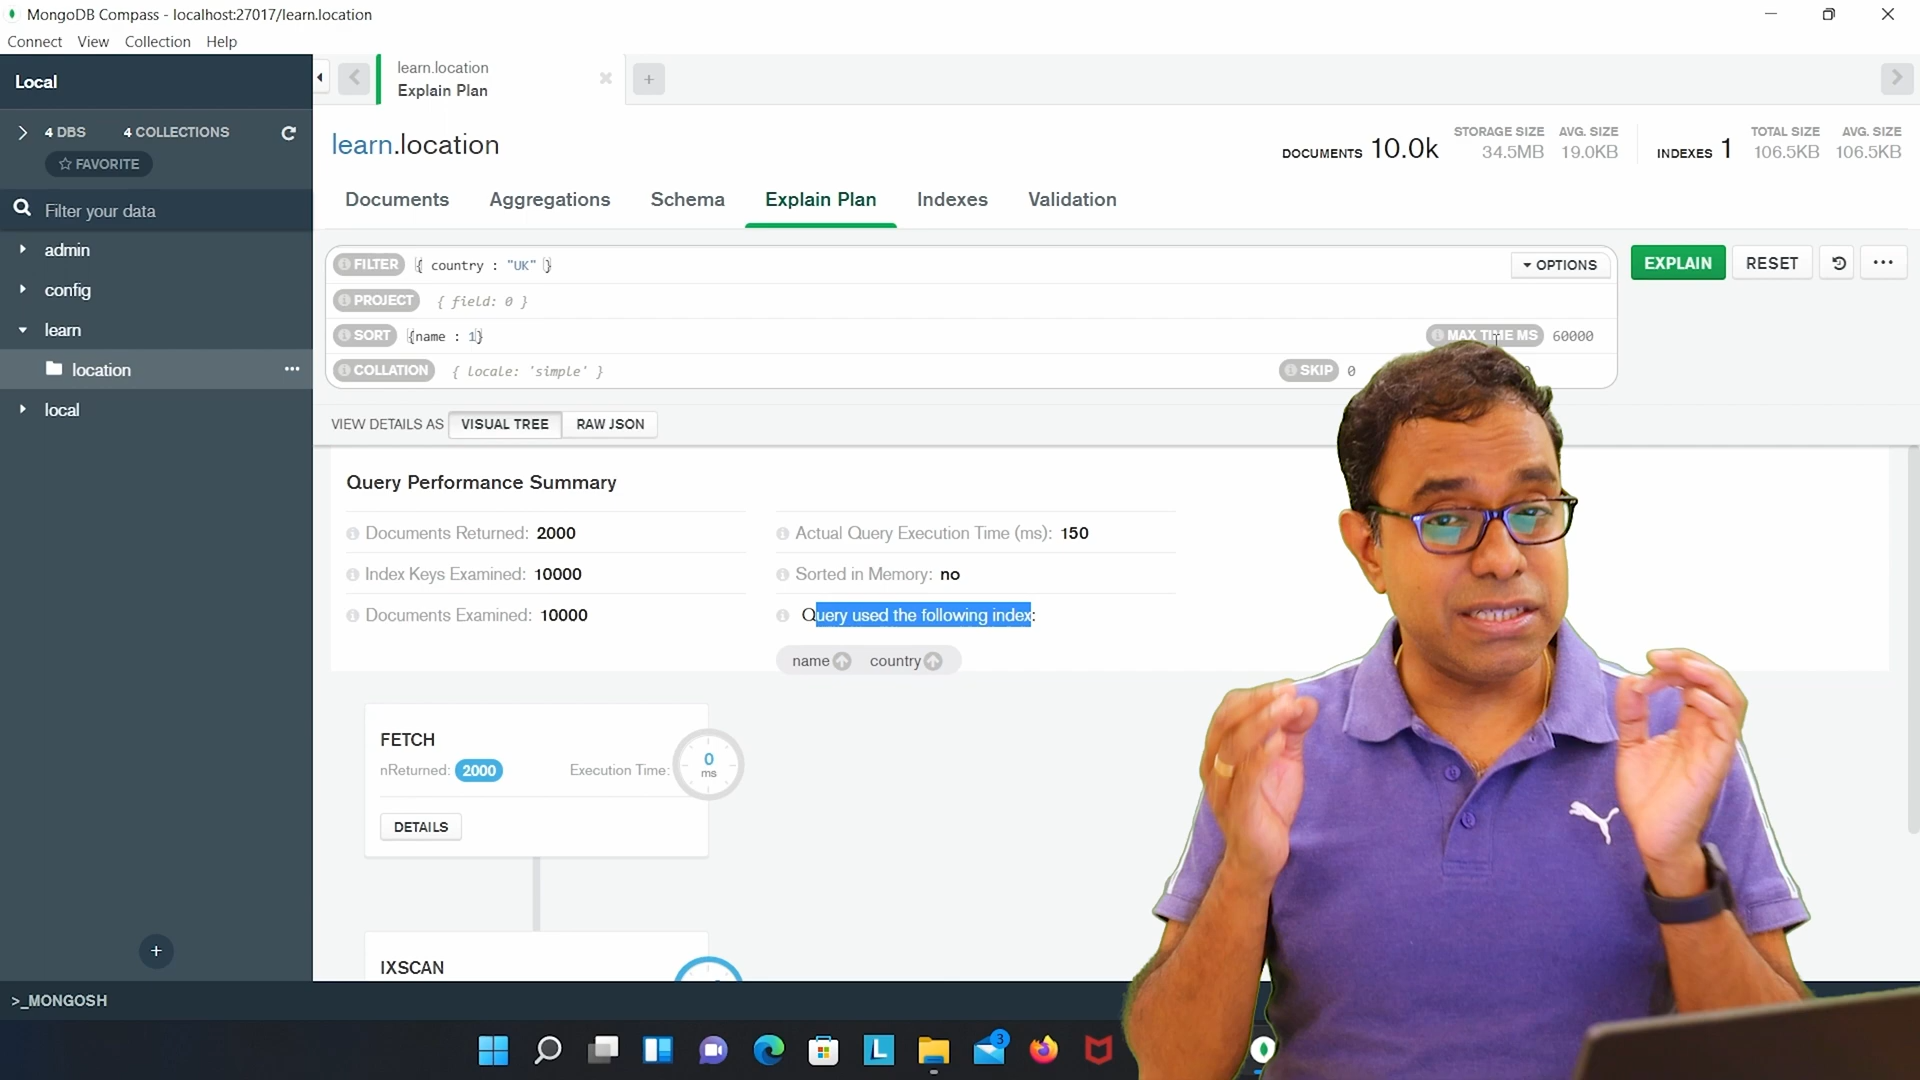 MongoDB Compass - localhost:27017/learn.location
Connect View Collection Help
Local
4 DBS 4 COLLECTIONS
FAVORITE
Filter your data
admin
config
learn
location
local
>_MONGOSH
learn.location
Explain Plan
learn.location
DOCUMENTS 10.0k
STORAGE SIZE
34.5MB
AVG. SIZE
19.0KB
INDEXES 1
TOTAL SIZE
106.5KB
AVG. SIZE
106.5KB
Documents Aggregations Schema Explain Plan Indexes Validation
FILTER { country : "UK" } OPTIONS
EXPLAIN RESET
PROJECT { field: 0 }
SORT {name : 1} MAX TIME MS 60000
COLLATION { locale: 'simple' } SKIP 0
VIEW DETAILS AS VISUAL TREE RAW JSON
Query Performance Summary
Documents Returned: 2000
Index Keys Examined: 10000
Documents Examined: 10000
Actual Query Execution Time (ms): 150
Sorted in Memory: no
Query used the following index:
name country
FETCH
nReturned: 2000 Execution Time: 0 ms
DETAILS
IXSCAN
3